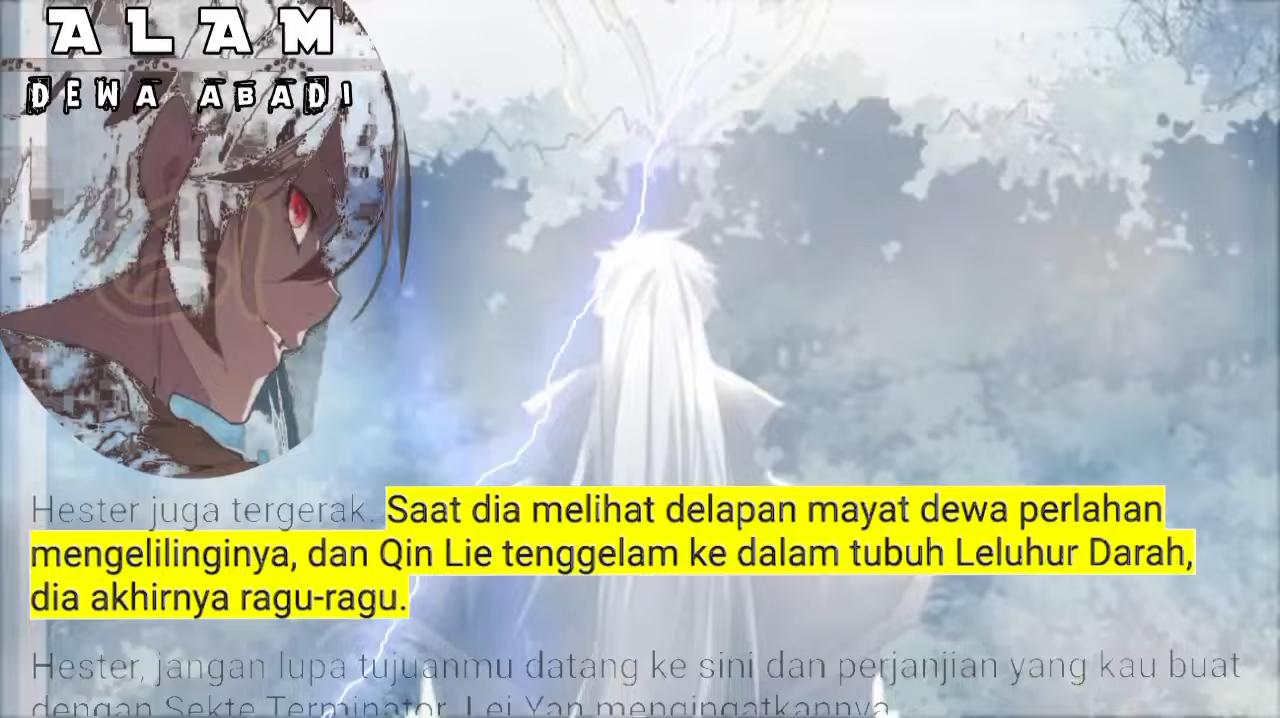 ALAM
DEWA ABADI
Hester juga tergerak. Saat dia melihat delapan mayat dewa perlahan
mengelilinginya, dan Qin Lie tenggelam ke dalam tubuh Leluhur Darah,
dia akhirnya ragu-ragu.
Hester, jangan lupa tujuanmu datang ke sini dan perjanjian yang kau buat
dengan Sekte Terminator, Lei Yan mengingatkannya